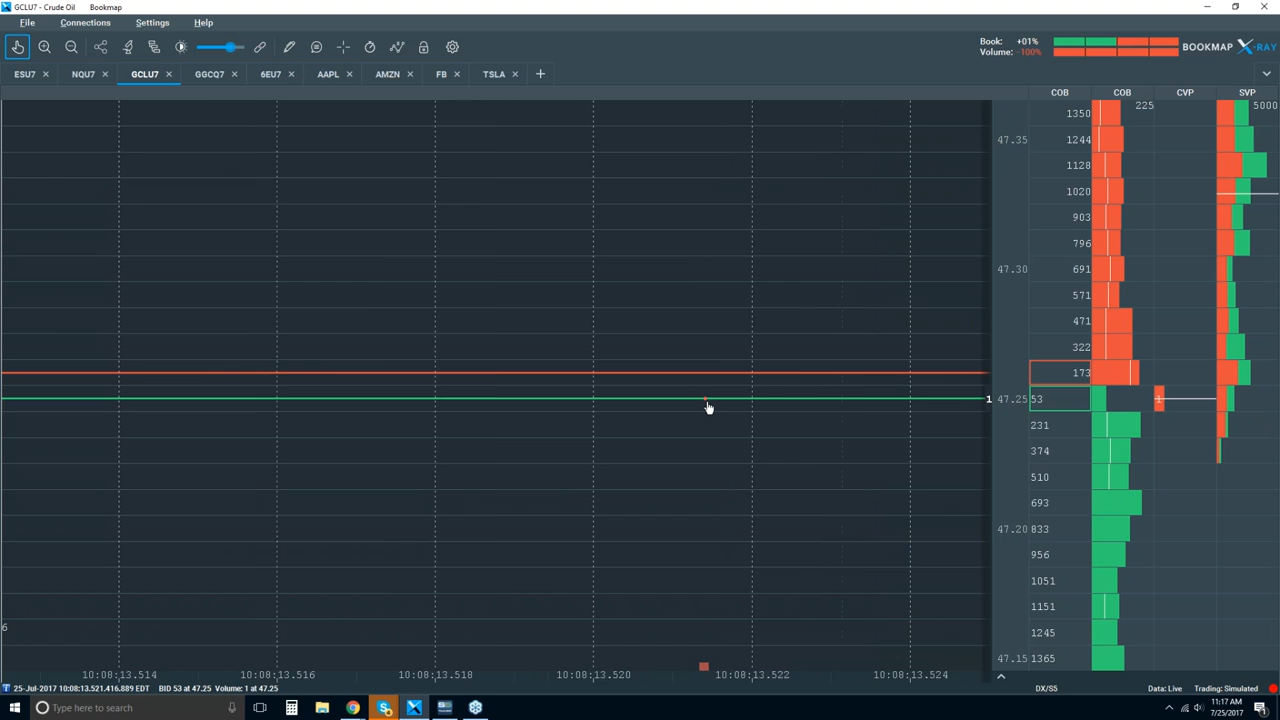 GCLU7 - Crude Oil Bookmap
File Connections Settings Help
Book: +01%
Volume: -100%
BOOKMAP X-RAY
ESU7 NQU7 GCLU7 GGCQ7 6EU7 AAPL AMZN FB TSLA
COB COB CVP SVP
225 5000
1350
47.35 1244
1128
1020
903
796
47.30 691
571
471
322
173
1 47.25 53 1
231
374
510
693
47.20 833
956
1051
1151
6
1245
47.15 1365
10:08:13.514 10:08:13.516 10:08:13.518 10:08:13.520 10:08:13.522 10:08:13.524
25-Jul-2017 10:08:13.521.416.889 EDT BID 53 at 47.25 Volume: 1 at 47.25 DX/S5 Data: Live Trading: Simulated
Type here to search
11:17 AM
7/25/2017
1